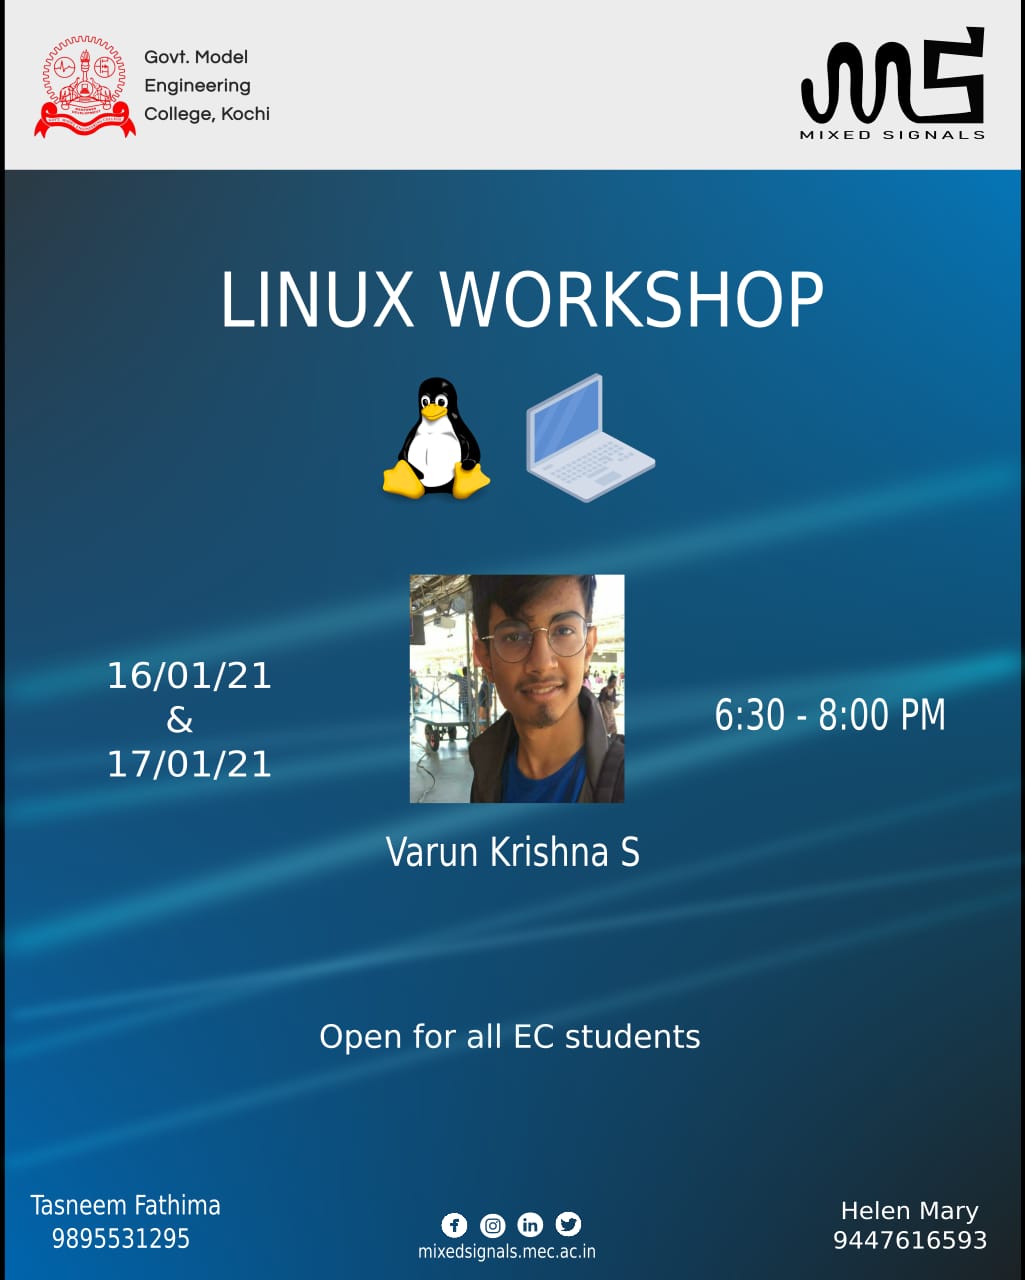 Govt. Model
Engineering
College, Kochi
MS
MIXED SIGNALS
LINUX WORKSHOP
16/01/21
&
17/01/21
6:30 - 8:00 PM
Varun Krishna S
Open for all EC students
Tasneem Fathima
9895531295
mixedsignals.mec.ac.in
Helen Mary
9447616593